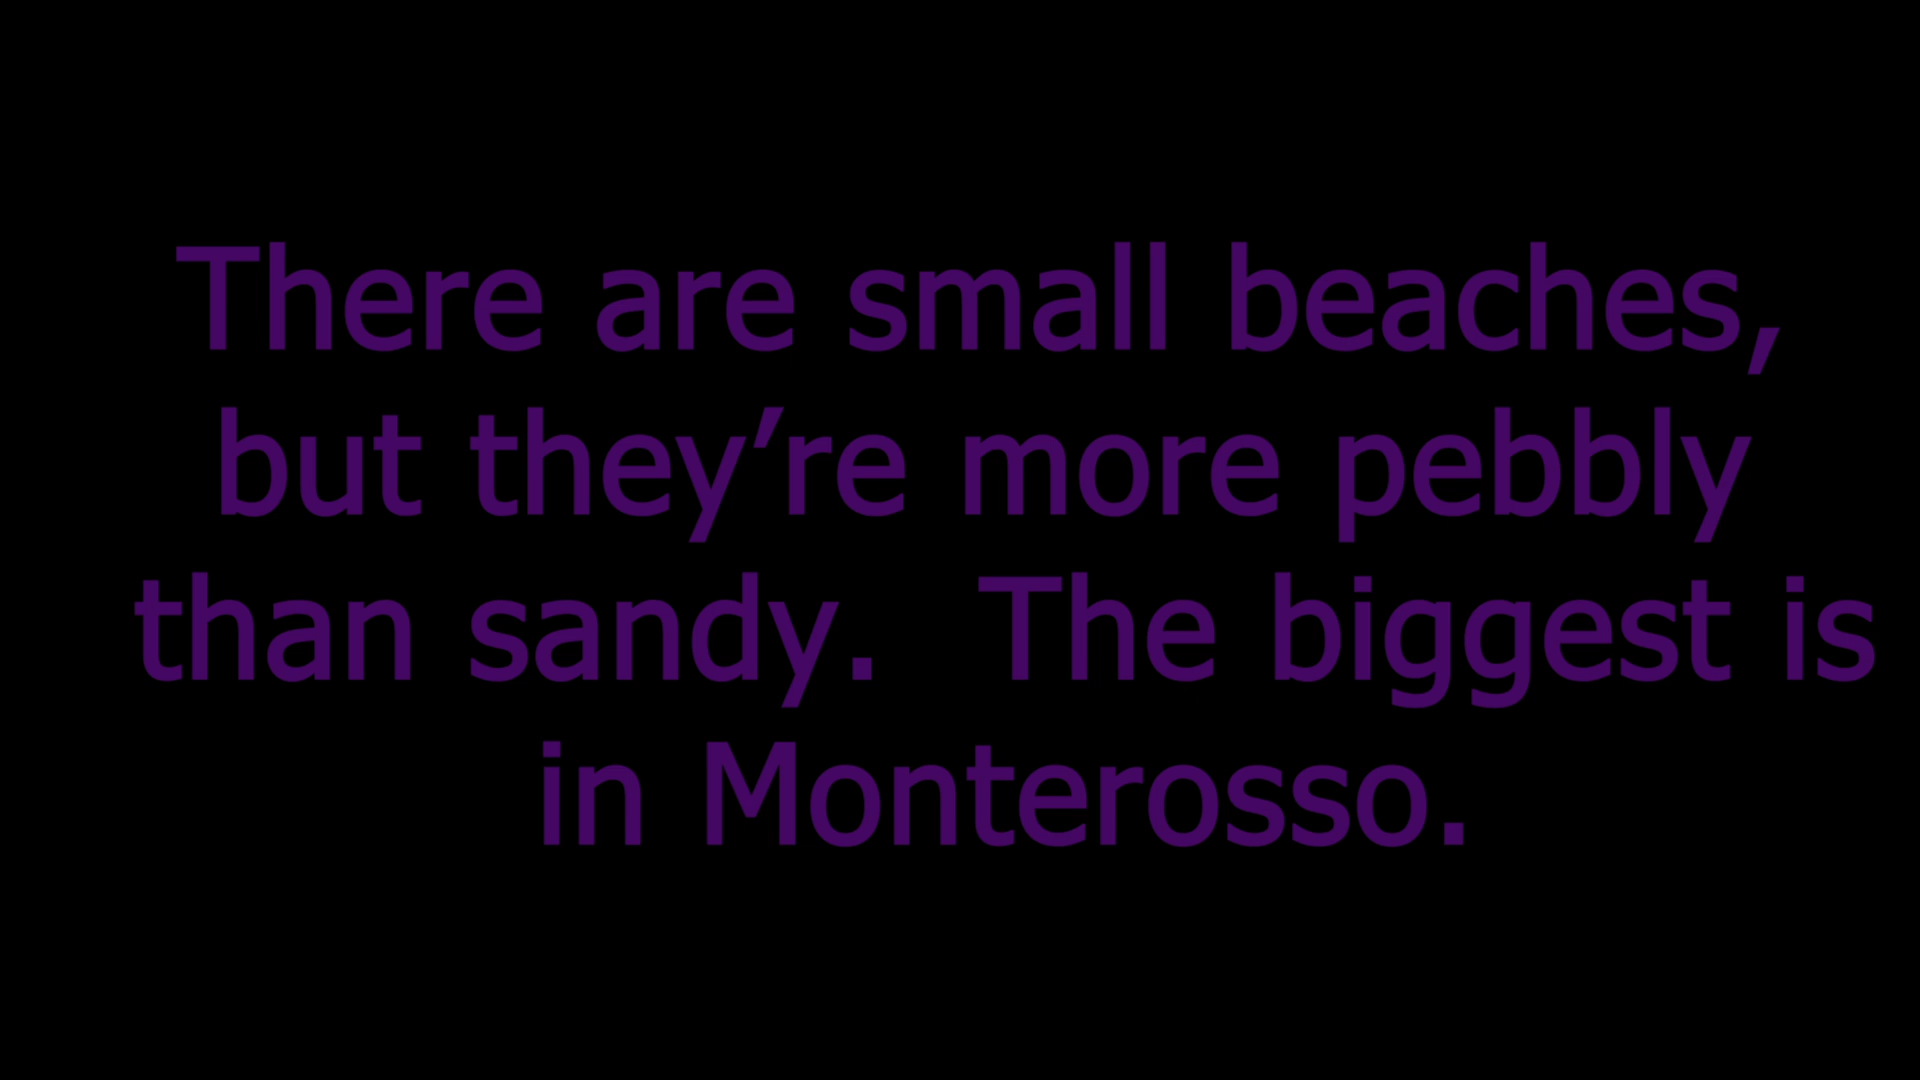 There are small beaches,
but they’re more pebbly
than sandy.  The biggest is
in Monterosso.